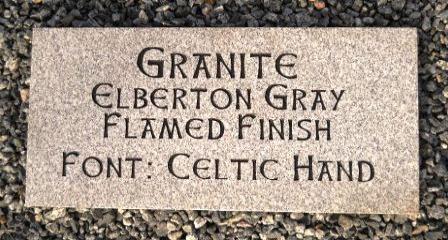 GRANITE
ELBERTON GRAY
FLAMED FINISH
FONT: CELTIC HAND